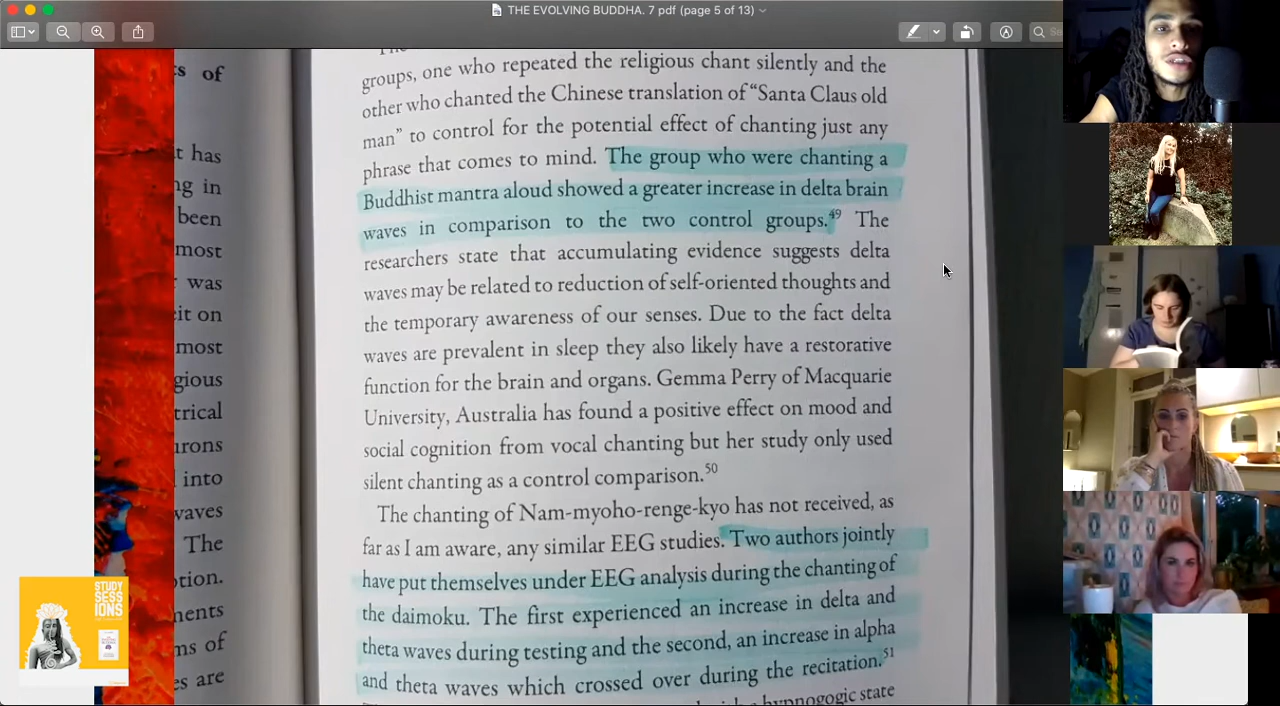 THE EVOLVING BUDDHA. 7 pdf (page 5 of 13)
s of
t has
ng in
been
most
was
eit on
most
gious
trical
urons
into
waves
The
ption.
ments
ms of
es are
groups, one who repeated the religious chant silently and the
other who chanted the Chinese translation of “Santa Claus old
man” to control for the potential effect of chanting just any
phrase that comes to mind. The group who were chanting a
Buddhist mantra aloud showed a greater increase in delta brain
waves in comparison to the two control groups.49 The
researchers state that accumulating evidence suggests delta
waves may be related to reduction of self-oriented thoughts and
the temporary awareness of our senses. Due to the fact delta
waves are prevalent in sleep they also likely have a restorative
function for the brain and organs. Gemma Perry of Macquarie
University, Australia has found a positive effect on mood and
social cognition from vocal chanting but her study only used
silent chanting as a control comparison.50
The chanting of Nam-myoho-renge-kyo has not received, as
far as I am aware, any similar EEG studies. Two authors jointly
have put themselves under EEG analysis during the chanting of
the daimoku. The first experienced an increase in delta and
theta waves during testing and the second, an increase in alpha
and theta waves which crossed over during the recitation.51
hypnogogic state
STUDY
SESS
IONS